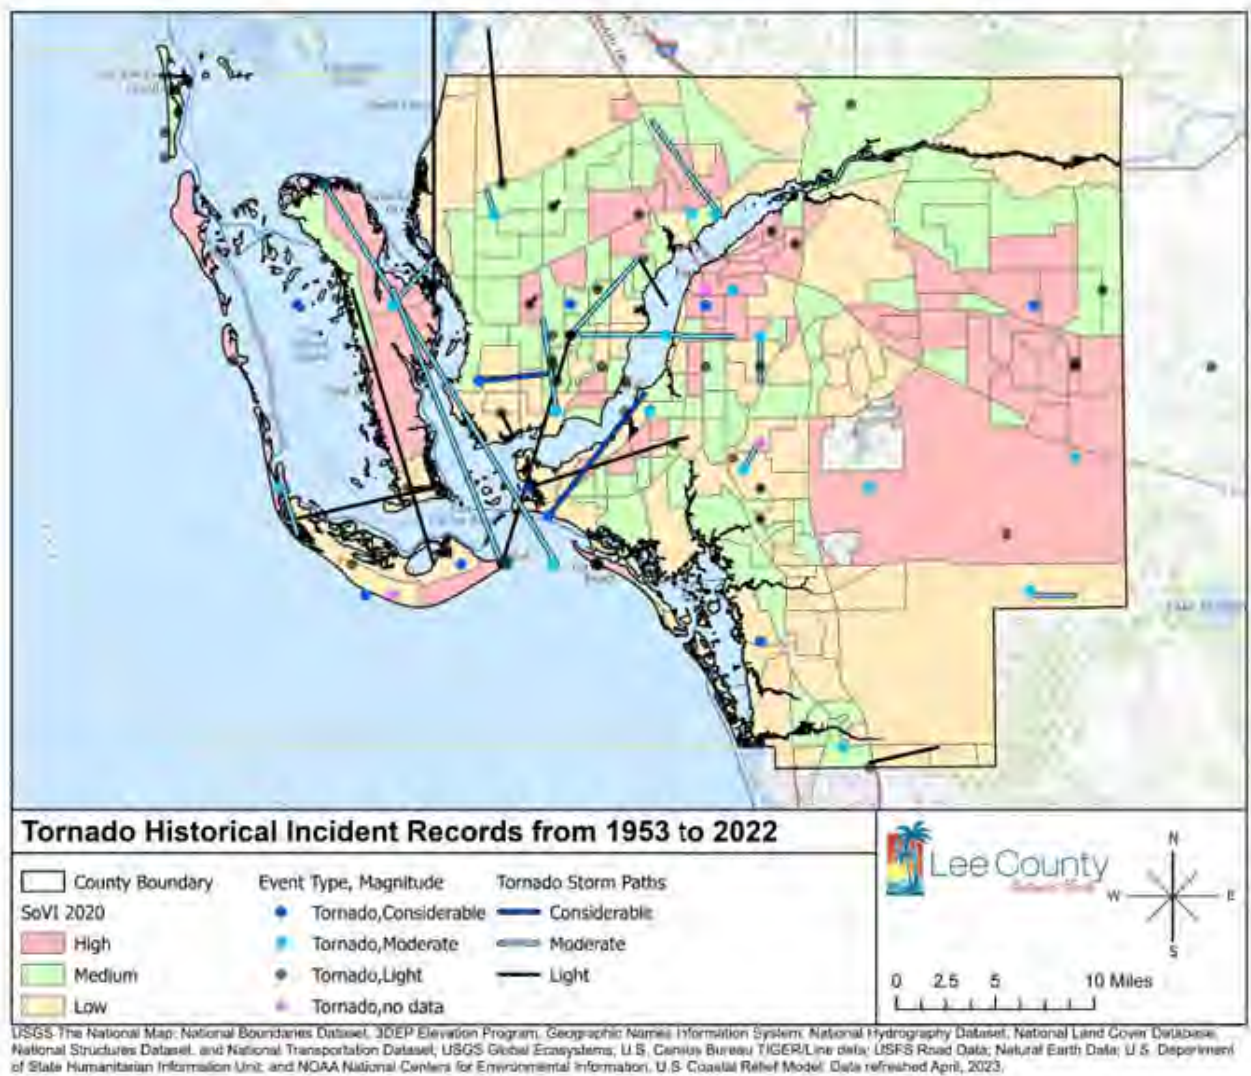 Tornado Historical Incident Records from 1953 to 2022
County Boundary
SoVI 2020
High
Medium
Low
Event Type, Magnitude
Tornado,Considerable
Tornado,Moderate
Tornado,Light
Tornado,no data
Tornado Storm Paths
Considerable
Moderate
Light
Lee County
N
W E
S
0 2.5 5 10 Miles
USGS The National Map: National Boundaries Dataset, 3DEP Elevation Program, Geographic Names Information System, National Hydrography Dataset, National Land Cover Database,
National Structures Dataset, and National Transportation Dataset; USGS Global Ecosystems; U.S. Census Bureau TIGER/Line data; USFS Road Data; Natural Earth Data; U.S. Department
of State Humanitarian Information Unit; and NOAA National Centers for Environmental Information, U.S. Coastal Relief Model. Data refreshed April, 2023.